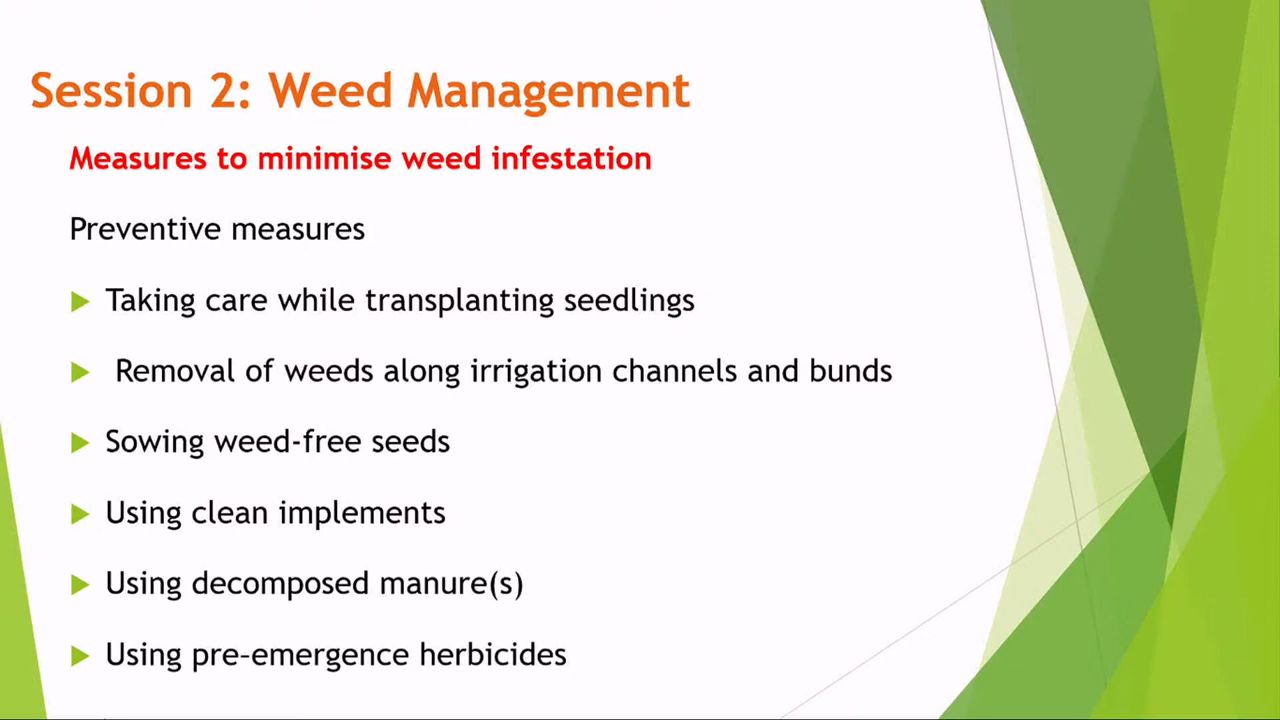 Session 2: Weed Management
Measures to minimise weed infestation
Preventive measures
Taking care while transplanting seedlings
Removal of weeds along irrigation channels and bunds
Sowing weed-free seeds
Using clean implements
Using decomposed manure(s)
Using pre–emergence herbicides